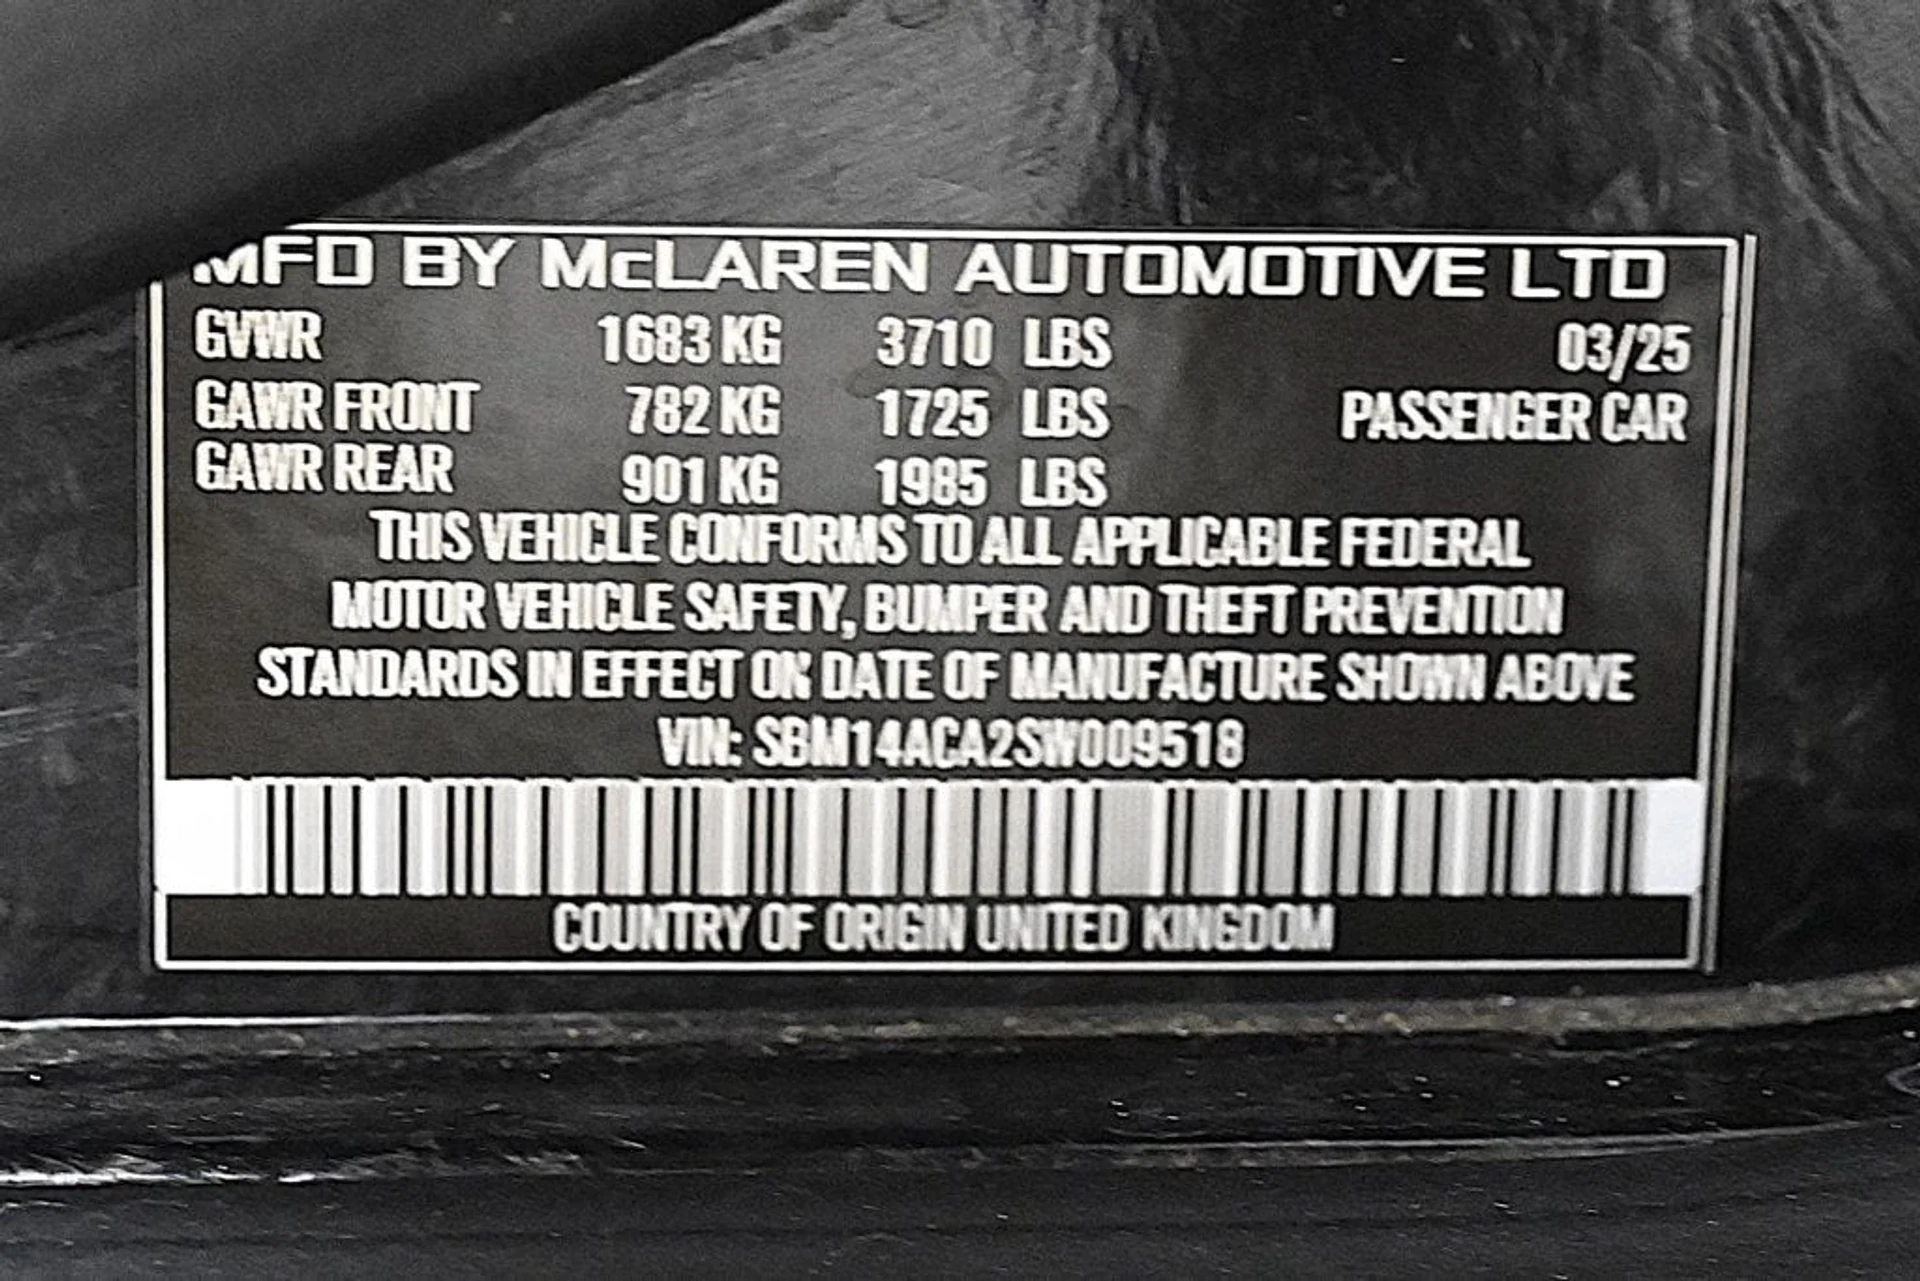 MFD BY McLAREN AUTOMOTIVE LTD
GVWR 1683 KG 3710 LBS 03/25
GAWR FRONT 782 KG 1725 LBS PASSENGER CAR
GAWR REAR 901 KG 1985 LBS
THIS VEHICLE CONFORMS TO ALL APPLICABLE FEDERAL
MOTOR VEHICLE SAFETY, BUMPER AND THEFT PREVENTION
STANDARDS IN EFFECT ON DATE OF MANUFACTURE SHOWN ABOVE
VIN: SBM14ACA2SW009518
COUNTRY OF ORIGIN UNITED KINGDOM